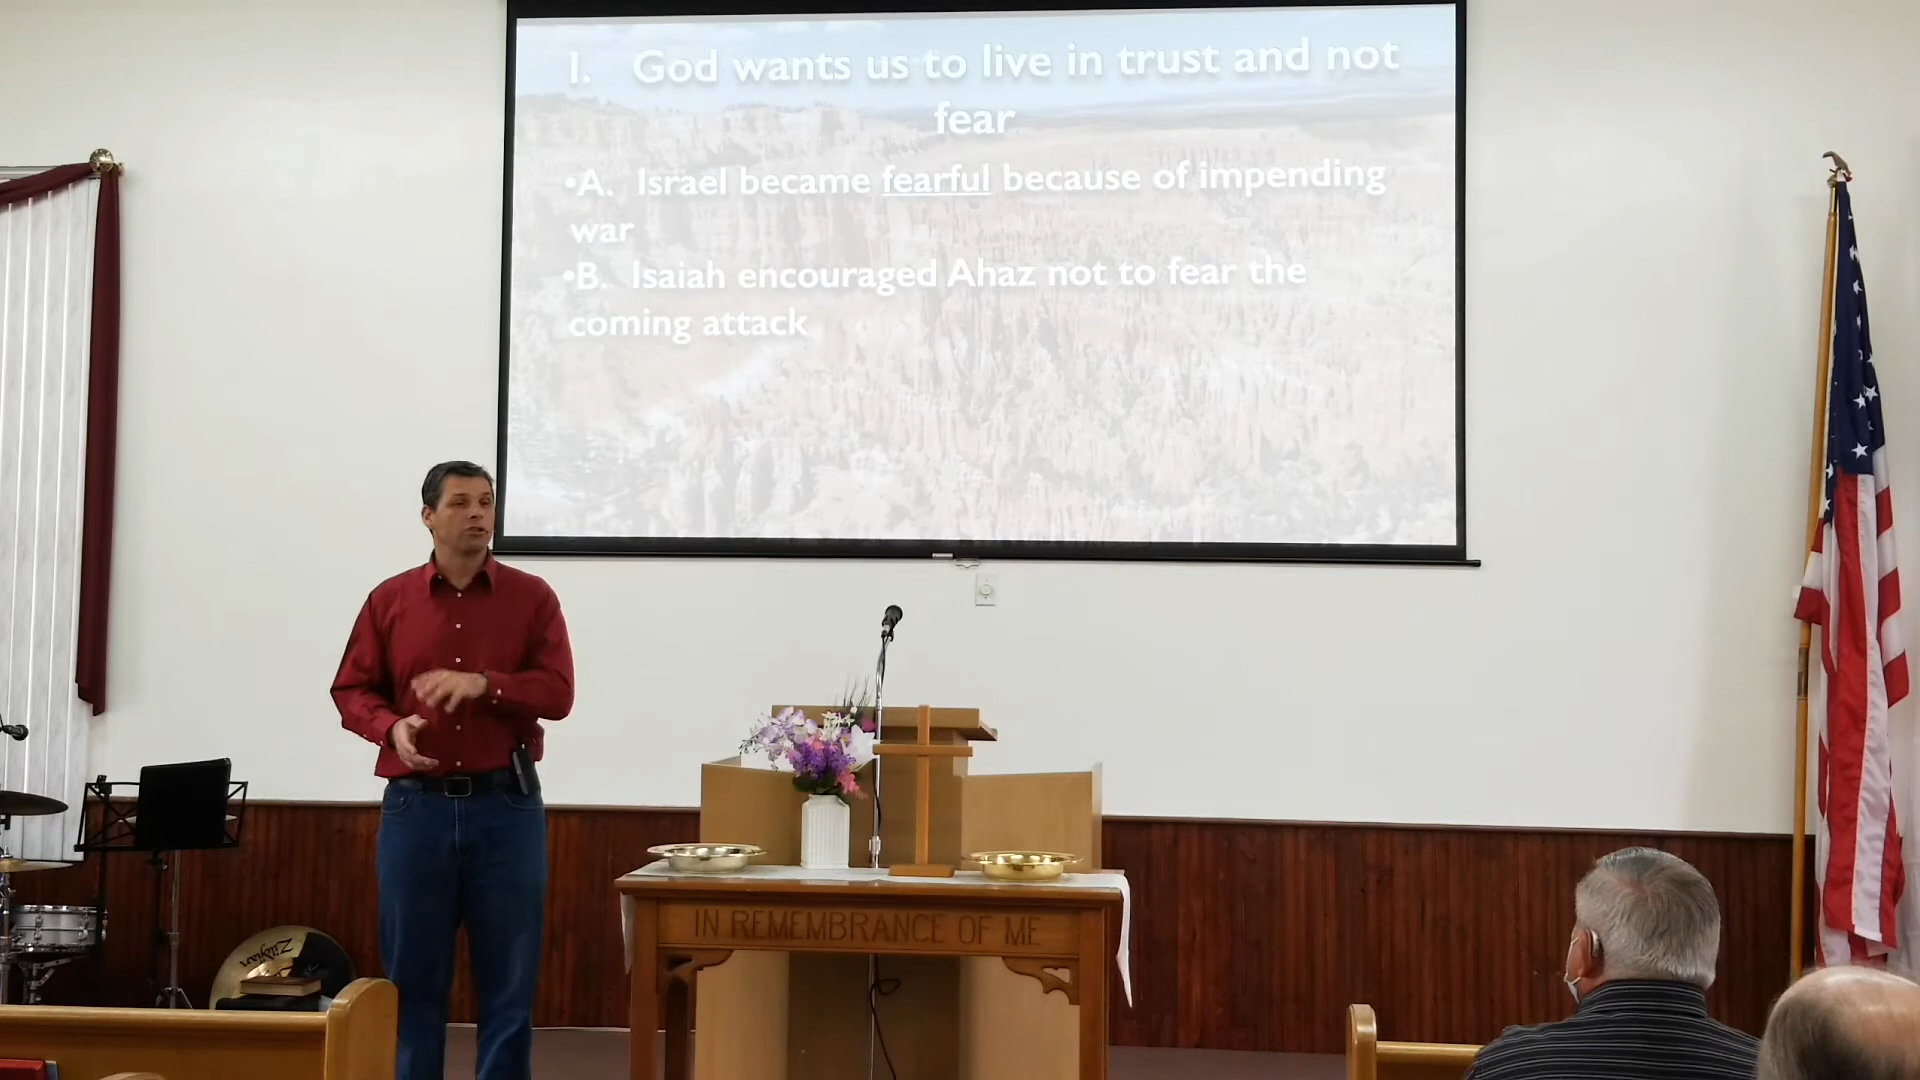 I. God wants us to live in trust and not
fear
•A. Israel became fearful because of impending
war
•B. Isaiah encouraged Ahaz not to fear the
coming attack
IN REMEMBRANCE OF ME
Zildjian